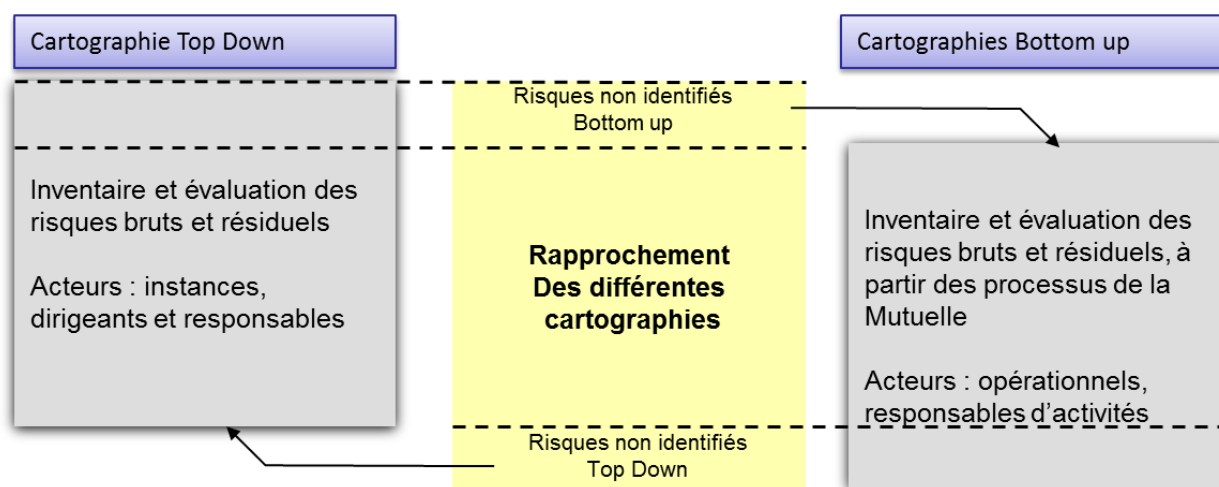 Cartographie Top Down
Inventaire et évaluation des
risques bruts et résiduels
Acteurs : instances,
dirigeants et responsables
Risques non identifiés
Bottom up
Rapprochement
Des différentes
cartographies
Risques non identifiés
Top Down
Cartographies Bottom up
Inventaire et évaluation des
risques bruts et résiduels, à
partir des processus de la
Mutuelle
Acteurs : opérationnels,
responsables d’activités